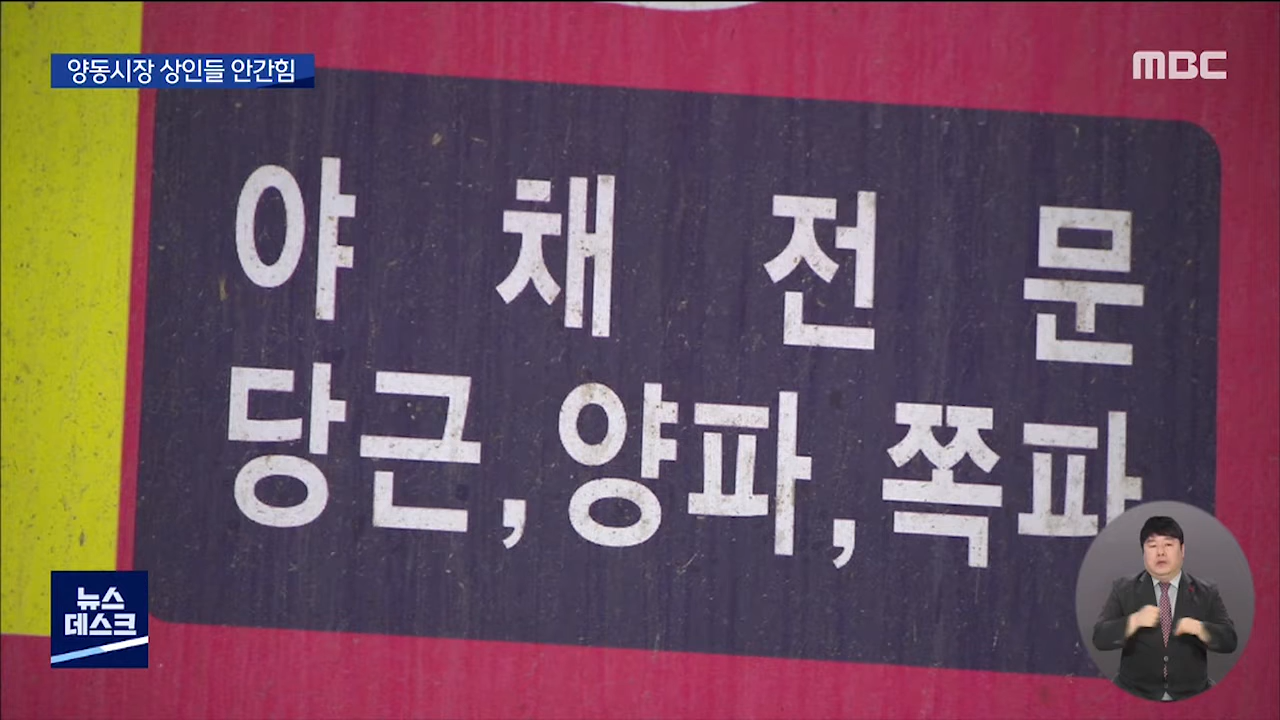 양동시장 상인들 안간힘
MBC
야 채 전 문
당근,양파,쪽파
뉴스
데스크